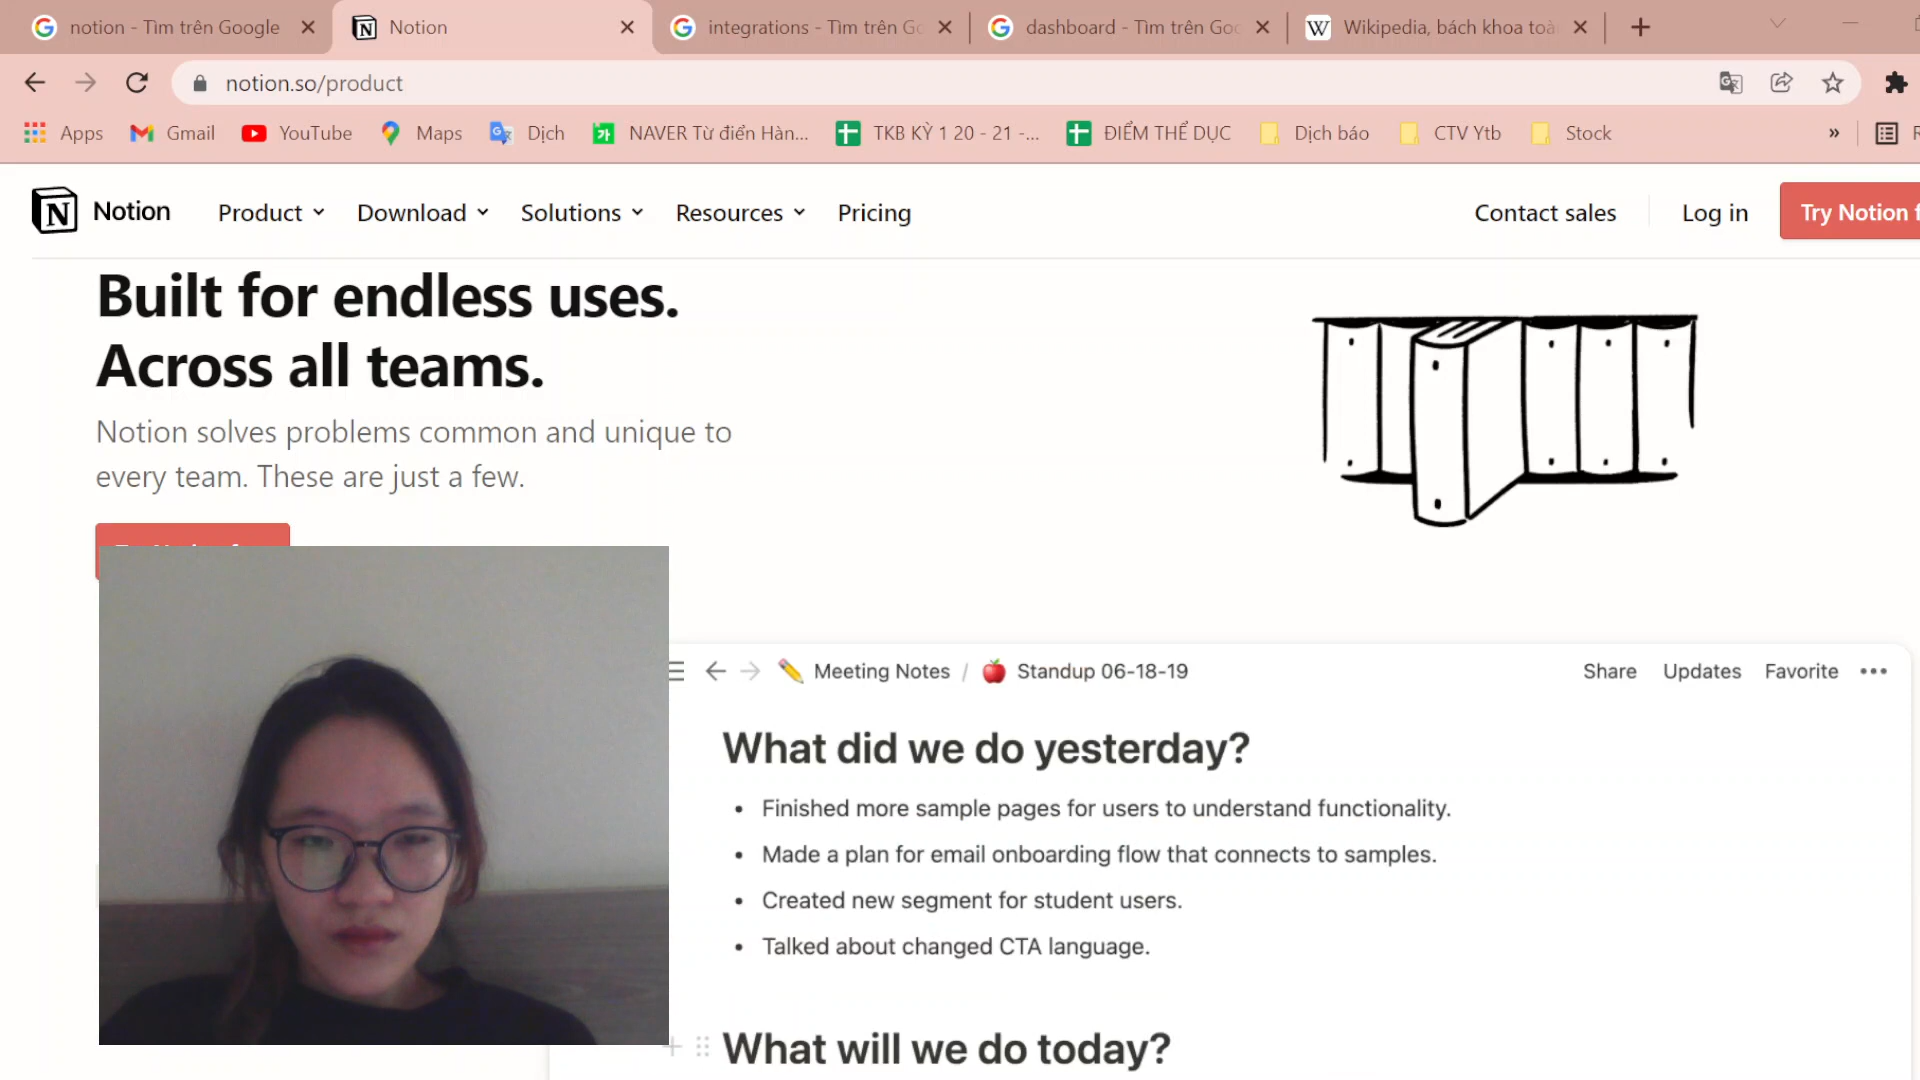 notion - Tìm trên Google
Notion
integrations - Tìm trên Go
dashboard - Tìm trên Goo
Wikipedia, bách khoa toà
notion.so/product
Apps
Gmail
YouTube
Maps
Dịch
NAVER Từ điển Hàn...
TKB KỲ 1 20 - 21 -...
ĐIỂM THỂ DỤC
Dịch báo
CTV Ytb
Stock
»
Notion
Product
Download
Solutions
Resources
Pricing
Contact sales
Log in
Try Notion f
Built for endless uses.
Across all teams.
Notion solves problems common and unique to
every team. These are just a few.
Meeting Notes / Standup 06-18-19
Share
Updates
Favorite
•••
What did we do yesterday?
• Finished more sample pages for users to understand functionality.
• Made a plan for email onboarding flow that connects to samples.
• Created new segment for student users.
• Talked about changed CTA language.
What will we do today?